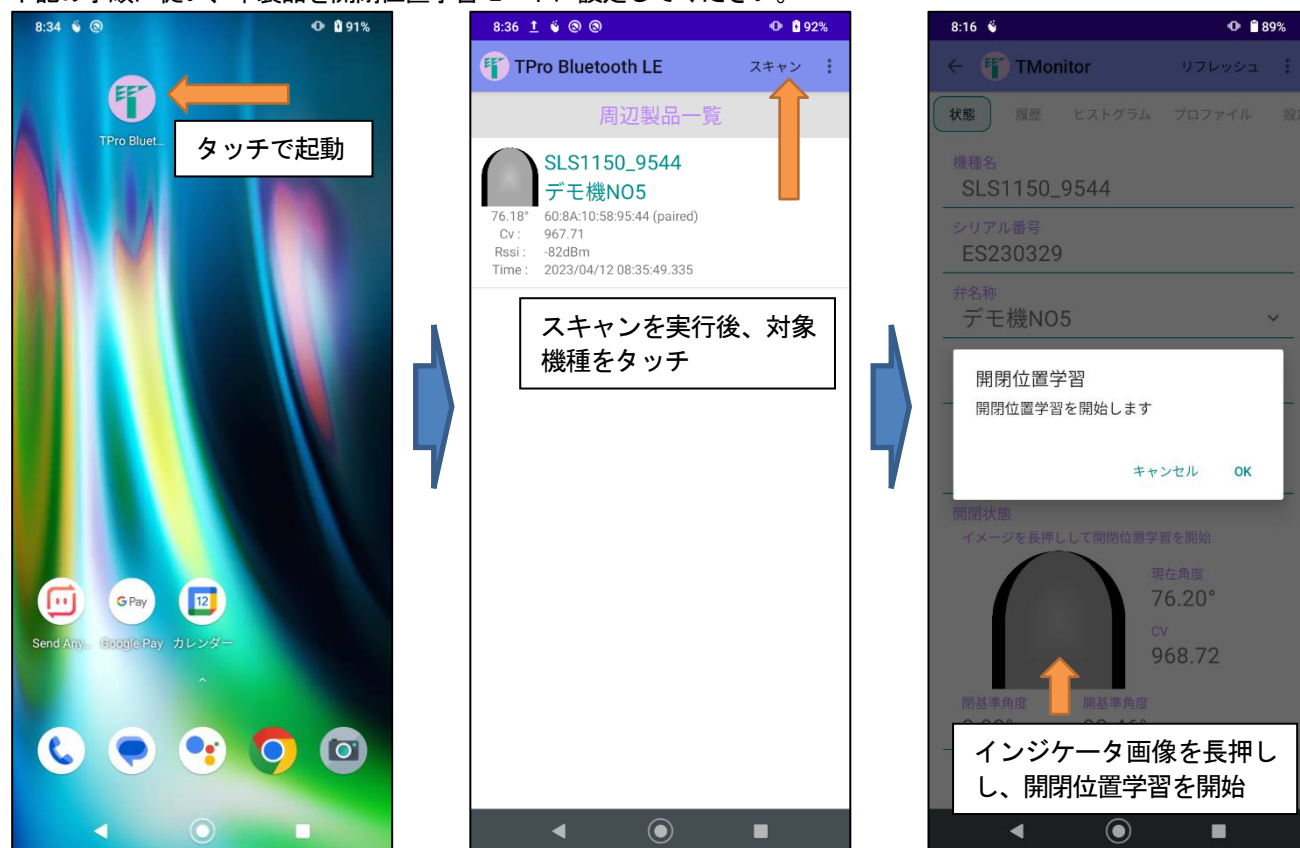 8:34
91%
TPro Bluet...
タッチで起動
Send Any..
G Pay
Google Pay
12
カレンダー
8:36
92%
TPro Bluetooth LE
スキャン
周辺製品一覧
SLS1150_9544
デモ機NO5
76.18° 60:8A:10:58:95:44 (paired)
Cv : 967.71
Rssi : -82dBm
Time : 2023/04/12 08:35:49.335
スキャンを実行後、対象
機種をタッチ
8:16
89%
TMonitor
リフレッシュ
状態 履歴 ヒストグラム プロファイル
機種名
SLS1150_9544
シリアル番号
ES230329
弁名称
デモ機NO5
開閉位置学習
開閉位置学習を開始します
キャンセル OK
開閉状態
イメージを長押しして開閉位置学習を開始
現在角度
76.20°
CV
968.72
閉基準角度 開基準角度
インジケータ画像を長押し
し、開閉位置学習を開始